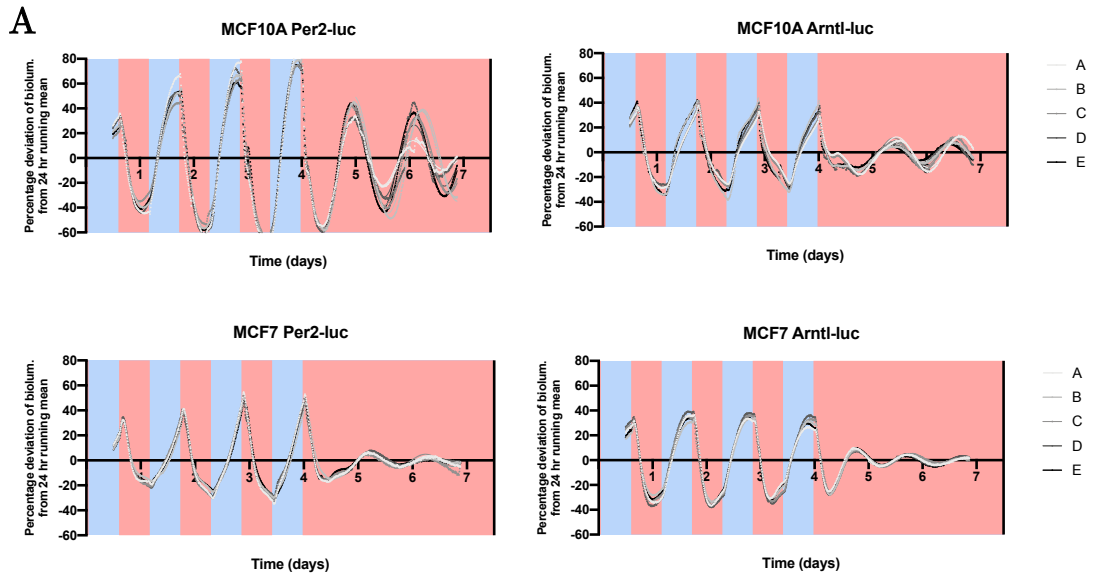 A
MCF10A Per2-luc
Percentage deviation of biolum.
from 24 hr running mean
80
60
40
20
0
-20
-40
-60
1 2 3 4 5 6 7
Time (days)
MCF10A Arntl-luc
Percentage deviation of biolum.
from 24 hr running mean
80
60
40
20
0
-20
-40
-60
1 2 3 4 5 6 7
Time (days)
A
B
C
D
E
MCF7 Per2-luc
Percentage deviation of biolum.
from 24 hr running mean
80
60
40
20
0
-20
-40
-60
1 2 3 4 5 6 7
Time (days)
MCF7 Arntl-luc
Percentage deviation of biolum.
from 24 hr running mean
80
60
40
20
0
-20
-40
-60
1 2 3 4 5 6 7
Time (days)
A
B
C
D
E